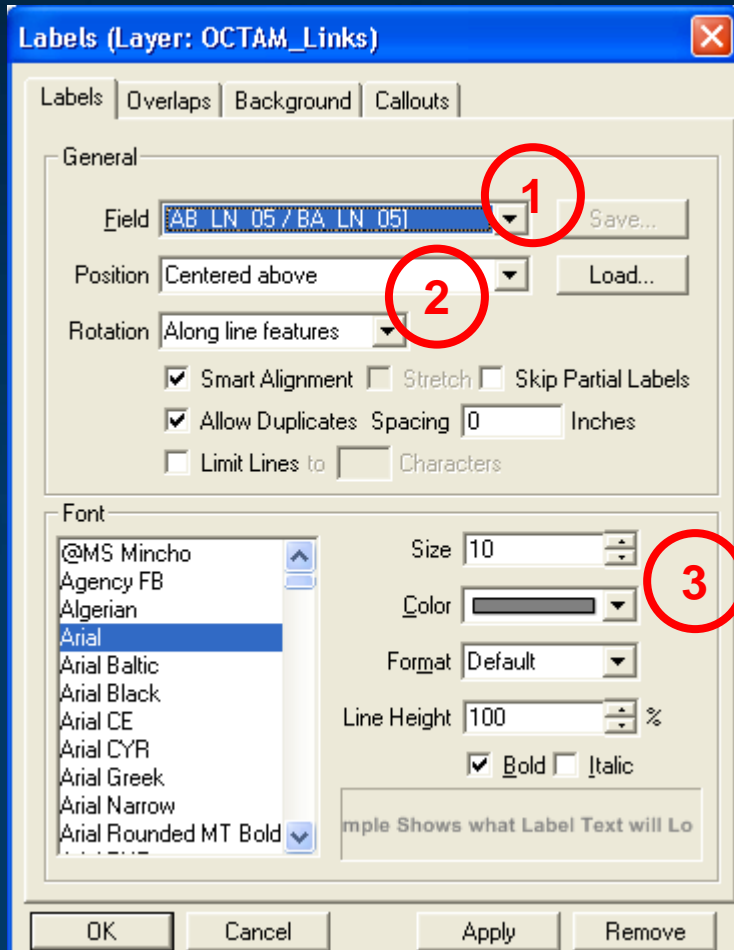 Labels (Layer: OCTAM_Links)
Labels Overlaps Background Callouts
General
1
Field [AB_LN_05 / BA_LN_05] Save...
Position Centered above Load...
2
Rotation Along line features
Smart Alignment Stretch Skip Partial Labels
Allow Duplicates Spacing 0 Inches
Limit Lines to Characters
Font
@MS Mincho
Agency FB
Algerian
Arial
Arial Baltic
Arial Black
Arial CE
Arial CYR
Arial Greek
Arial Narrow
Arial Rounded MT Bold
Size 10
3
Color
Format Default
Line Height 100 %
Bold Italic
mple Shows what Label Text will Lo
OK Cancel Apply Remove